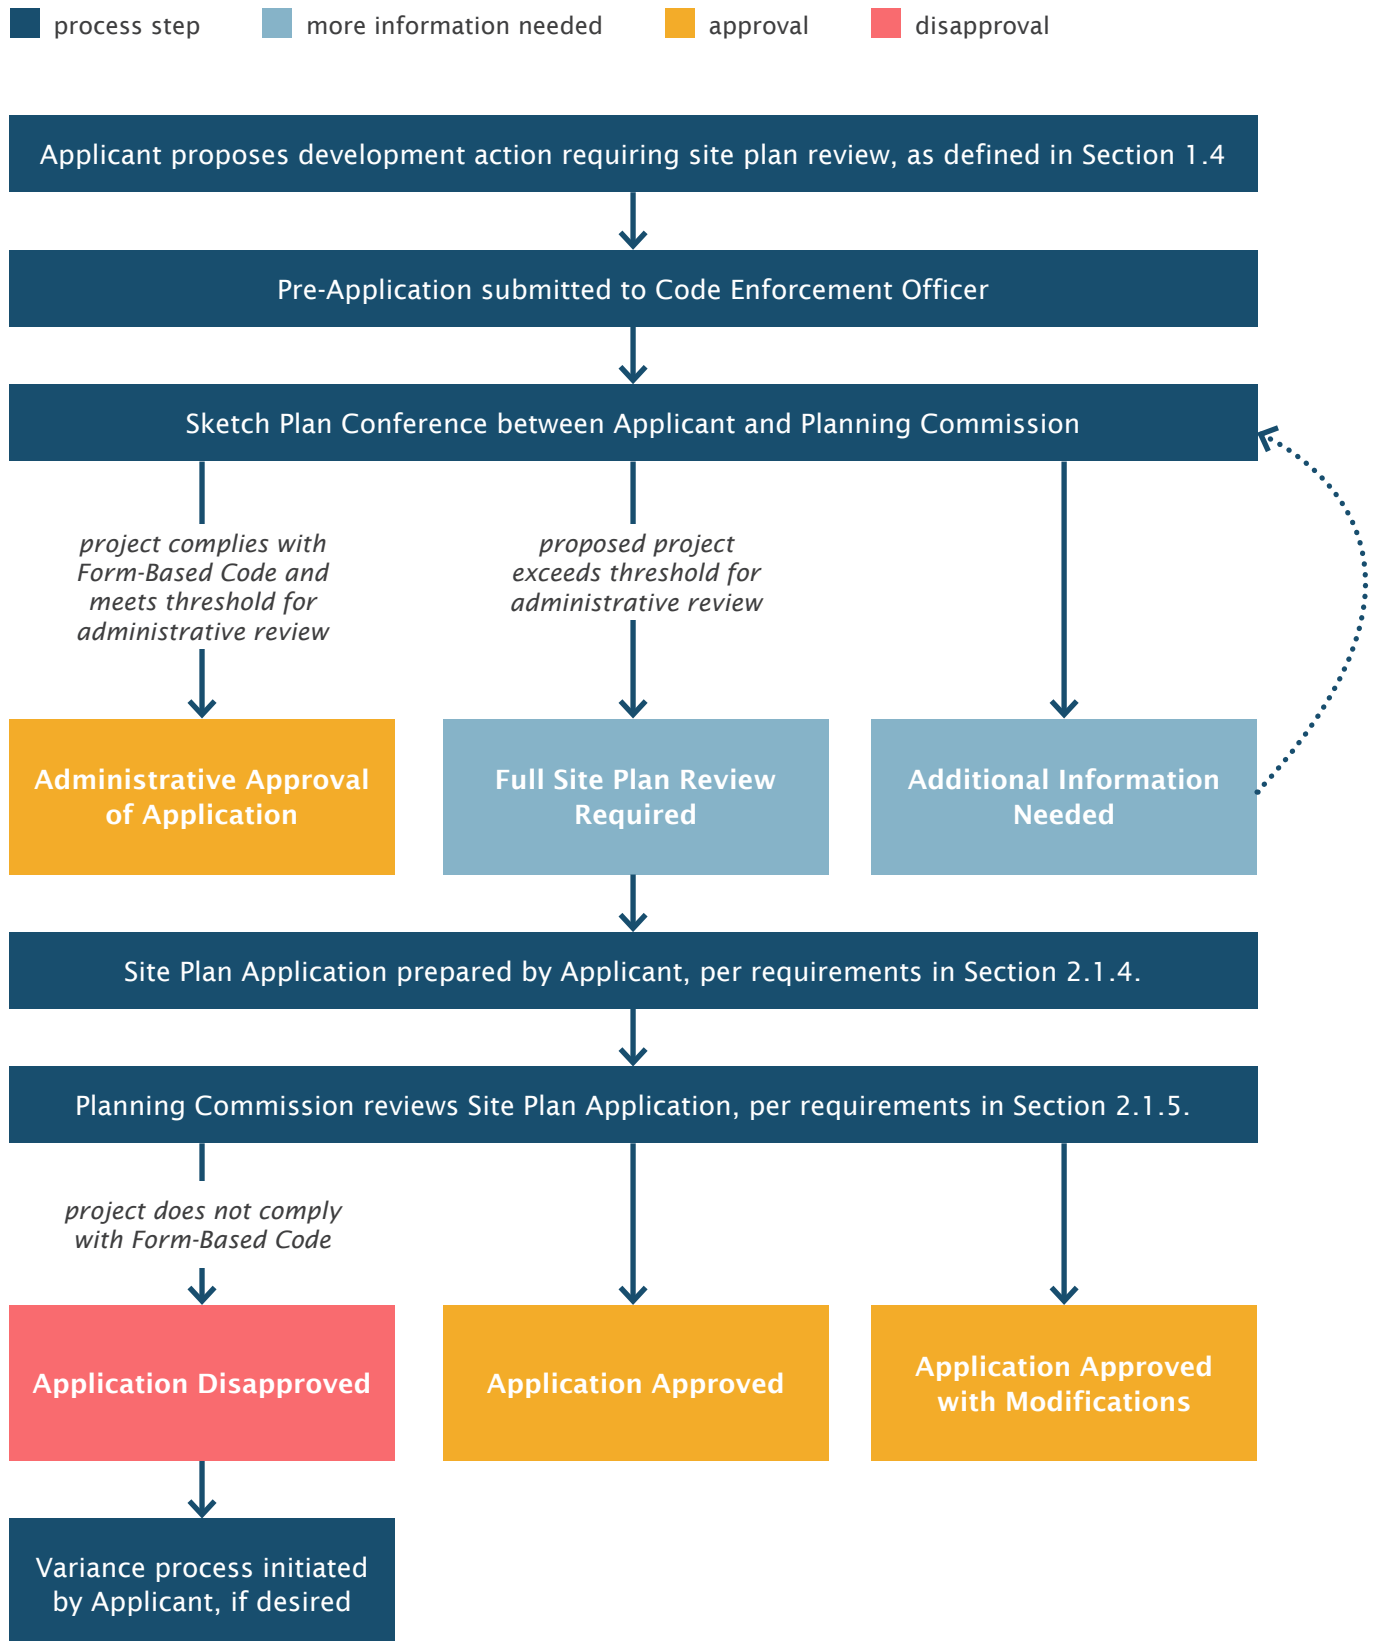 process step
more information needed
approval
disapproval
Applicant proposes development action requiring site plan review, as defined in Section 1.4
Pre-Application submitted to Code Enforcement Officer
Sketch Plan Conference between Applicant and Planning Commission
project complies with
Form-Based Code and
meets threshold for
administrative review
proposed project
exceeds threshold for
administrative review
Administrative Approval
of Application
Full Site Plan Review
Required
Additional Information
Needed
Site Plan Application prepared by Applicant, per requirements in Section 2.1.4.
Planning Commission reviews Site Plan Application, per requirements in Section 2.1.5.
project does not comply
with Form-Based Code
Application Disapproved
Application Approved
Application Approved
with Modifications
Variance process initiated
by Applicant, if desired